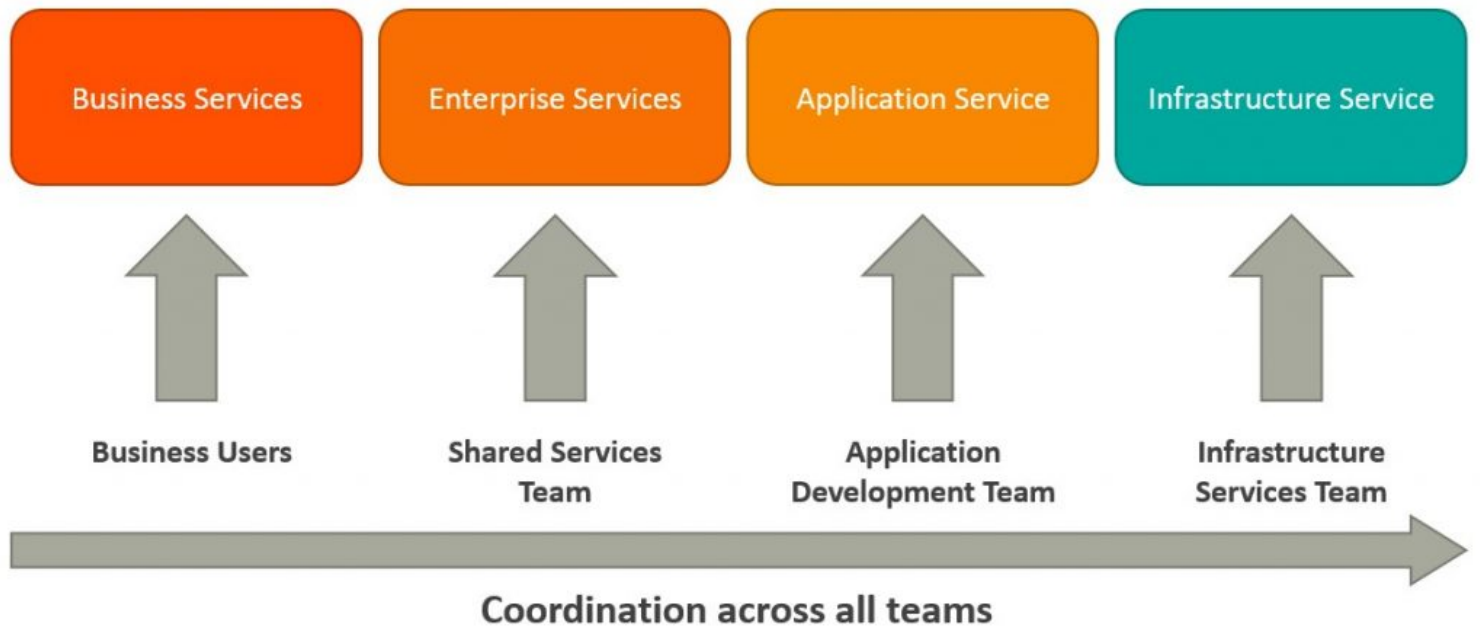 Business Services
Enterprise Services
Application Service
Infrastructure Service
Business Users
Shared Services
Team
Application
Development Team
Infrastructure
Services Team
Coordination across all teams